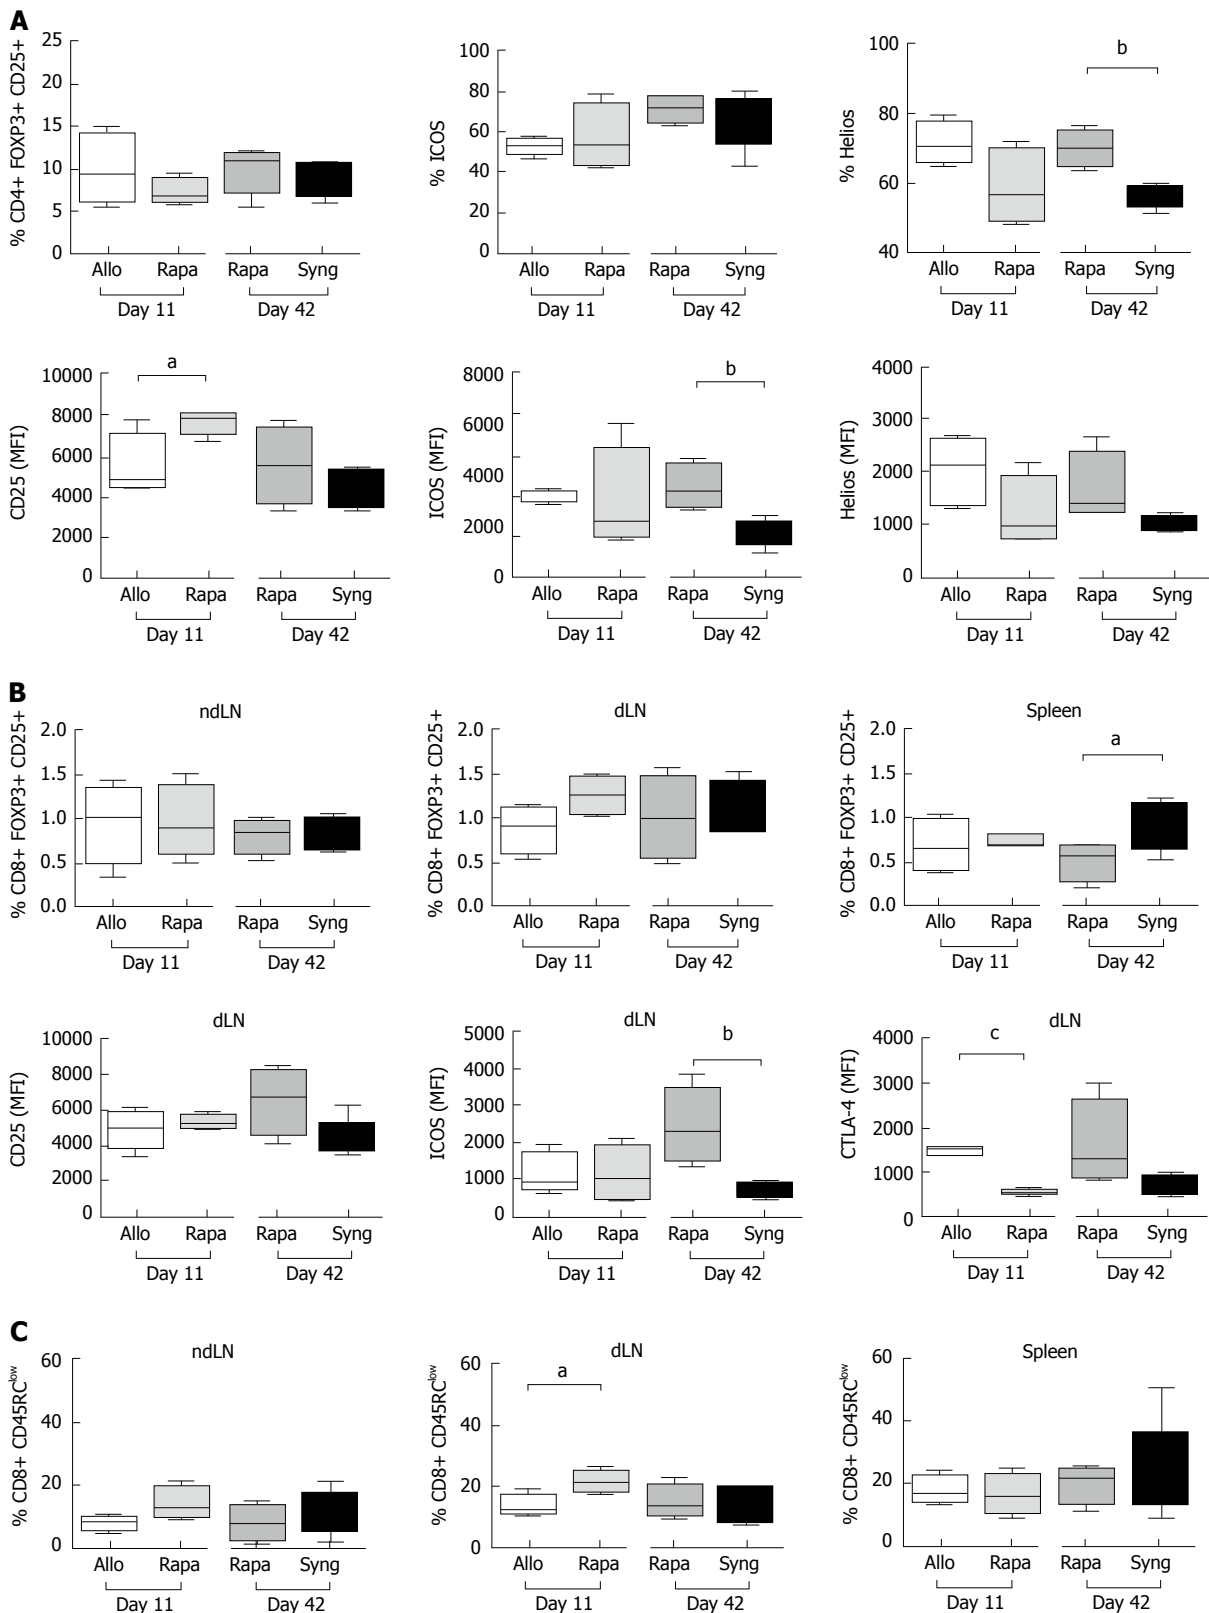 A
% CD4+ FOXP3+ CD25+
25
20
15
10
5
0
Allo Rapa Rapa Syng
Day 11 Day 42
% ICOS
100
80
60
40
20
0
Allo Rapa Rapa Syng
Day 11 Day 42
% Helios
100
80
60
40
b
Allo Rapa Rapa Syng
Day 11 Day 42
CD25 (MFI)
10000
8000
6000
4000
2000
0
a
Allo Rapa Rapa Syng
Day 11 Day 42
ICOS (MFI)
8000
6000
4000
2000
0
b
Allo Rapa Rapa Syng
Day 11 Day 42
Helios (MFI)
4000
3000
2000
1000
0
Allo Rapa Rapa Syng
Day 11 Day 42
B
ndLN
% CD8+ FOXP3+ CD25+
2.0
1.5
1.0
0.5
0.0
Allo Rapa Rapa Syng
Day 11 Day 42
dLN
% CD8+ FOXP3+ CD25+
2.0
1.5
1.0
0.5
0.0
Allo Rapa Rapa Syng
Day 11 Day 42
Spleen
% CD8+ FOXP3+ CD25+
2.0
1.5
1.0
0.5
0.0
a
Allo Rapa Rapa Syng
Day 11 Day 42
dLN
CD25 (MFI)
10000
8000
6000
4000
2000
0
Allo Rapa Rapa Syng
Day 11 Day 42
dLN
ICOS (MFI)
5000
4000
3000
2000
1000
0
b
Allo Rapa Rapa Syng
Day 11 Day 42
dLN
CTLA-4 (MFI)
4000
3000
2000
1000
0
c
Allo Rapa Rapa Syng
Day 11 Day 42
C
ndLN
% CD8+ CD45RClow
60
40
20
0
Allo Rapa Rapa Syng
Day 11 Day 42
dLN
% CD8+ CD45RClow
60
40
20
0
a
Allo Rapa Rapa Syng
Day 11 Day 42
Spleen
% CD8+ CD45RClow
60
40
20
0
Allo Rapa Rapa Syng
Day 11 Day 42